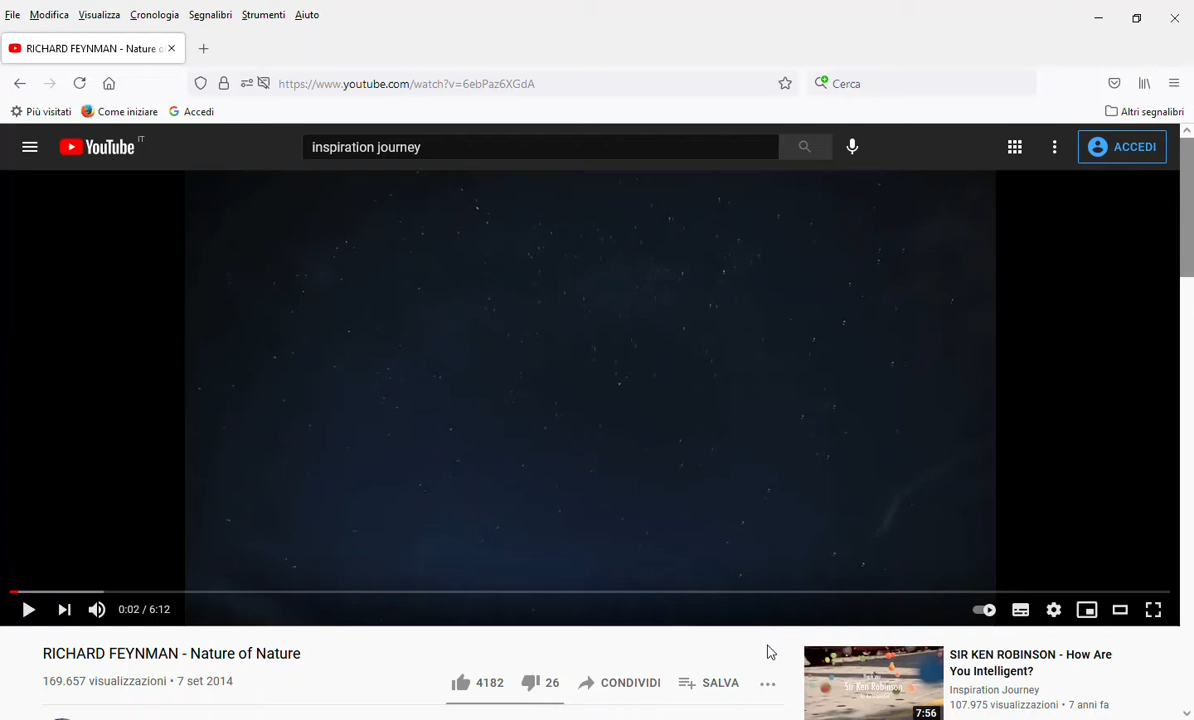 File Modifica Visualizza Cronologia Segnalibri Strumenti Aiuto
RICHARD FEYNMAN - Nature o
https://www.youtube.com/watch?v=6ebPaz6XGdA
Cerca
Più visitati Come iniziare Accedi Altri segnalibri
YouTube IT inspiration journey ACCEDI
0:02 / 6:12
RICHARD FEYNMAN - Nature of Nature
169.657 visualizzazioni • 7 set 2014
4182 26 CONDIVIDI SALVA
SIR KEN ROBINSON - How Are
You Intelligent?
Inspiration Journey
107.975 visualizzazioni • 7 anni fa
Sir Ken Robinson
7:56